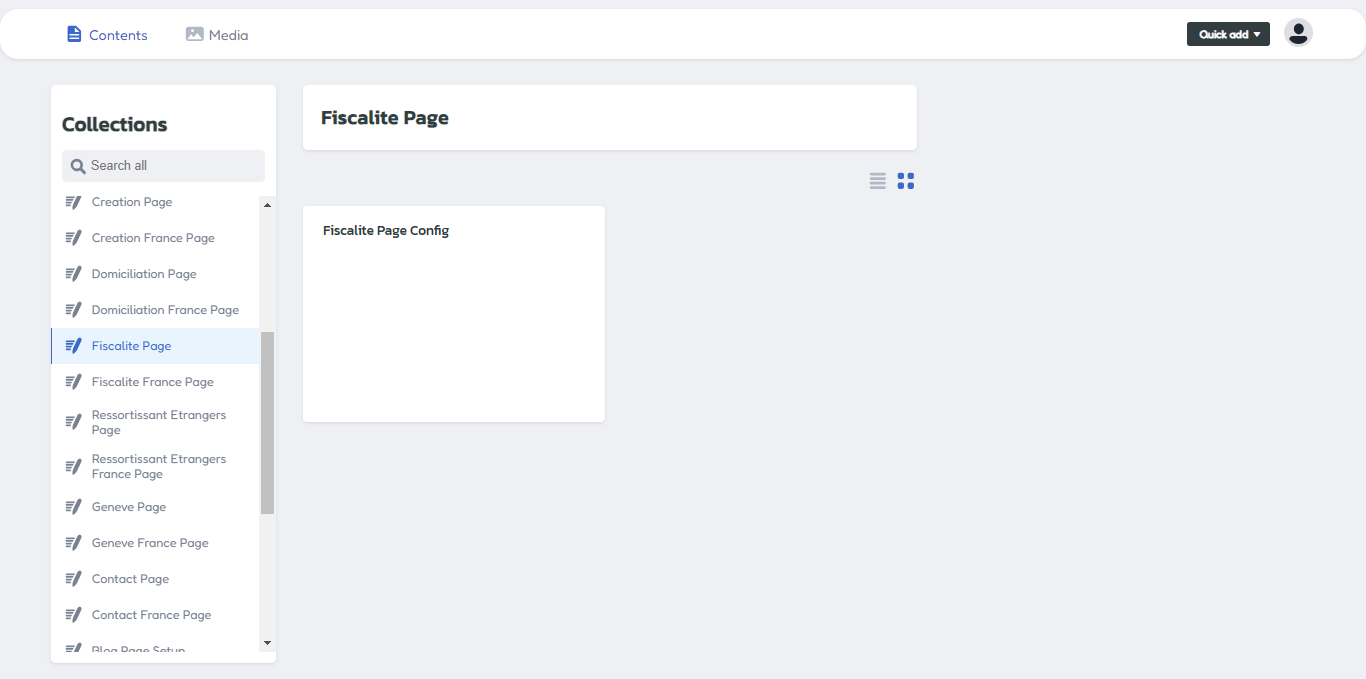 Contents
Media
Quick add
Collections
Search all
Creation Page
Creation France Page
Domiciliation Page
Domiciliation France Page
Fiscalite Page
Fiscalite France Page
Ressortissant Etrangers
Page
Ressortissant Etrangers
France Page
Geneve Page
Geneve France Page
Contact Page
Contact France Page
Blog Page Setup
Fiscalite Page
Fiscalite Page Config